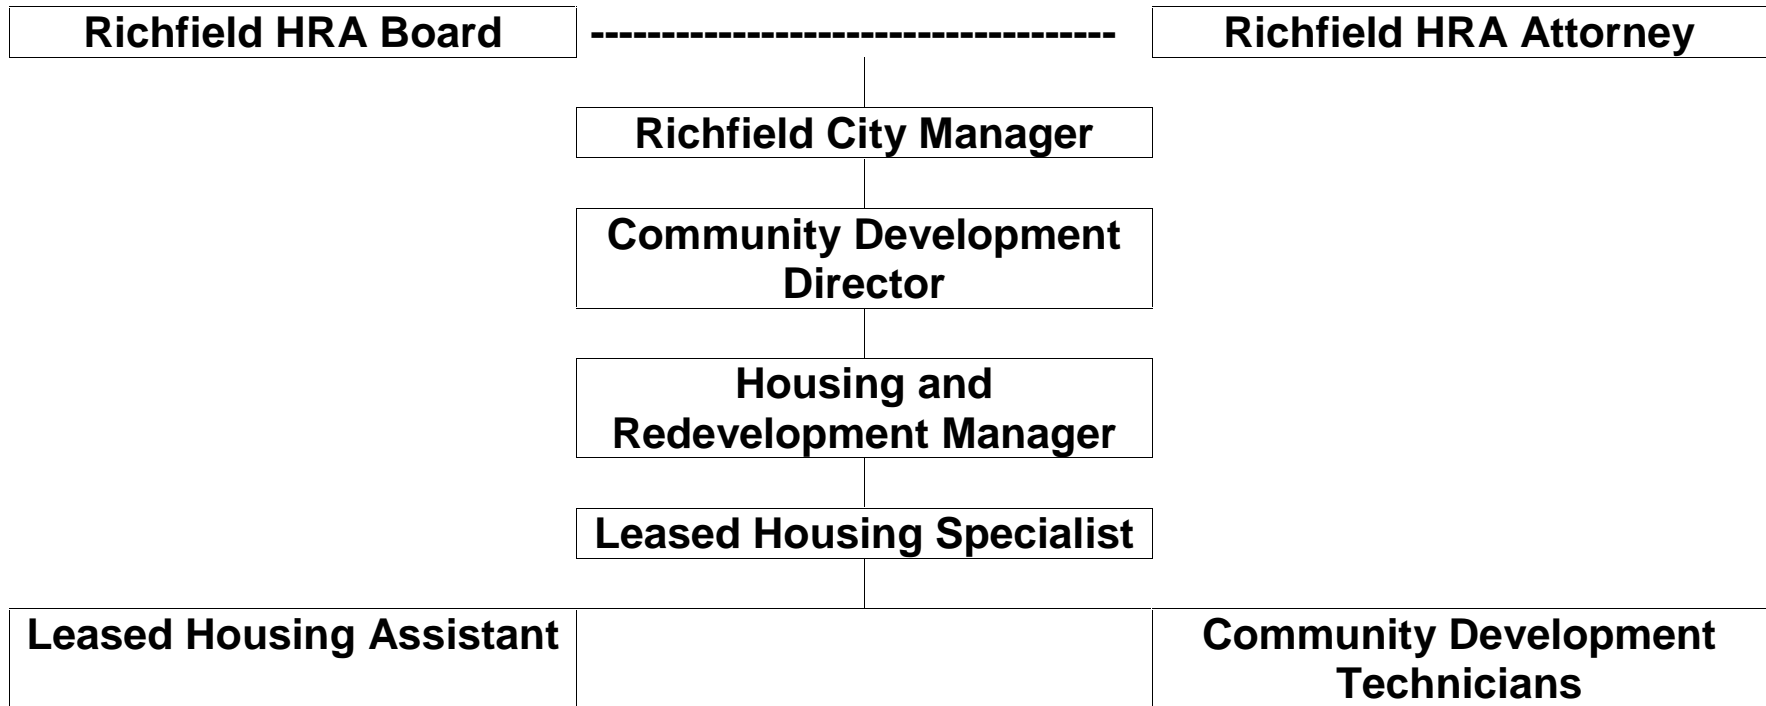 Richfield HRA Board ------------------------------------- Richfield HRA Attorney
Richfield City Manager
Community Development
Director
Housing and
Redevelopment Manager
Leased Housing Specialist
Leased Housing Assistant
Community Development
Technicians